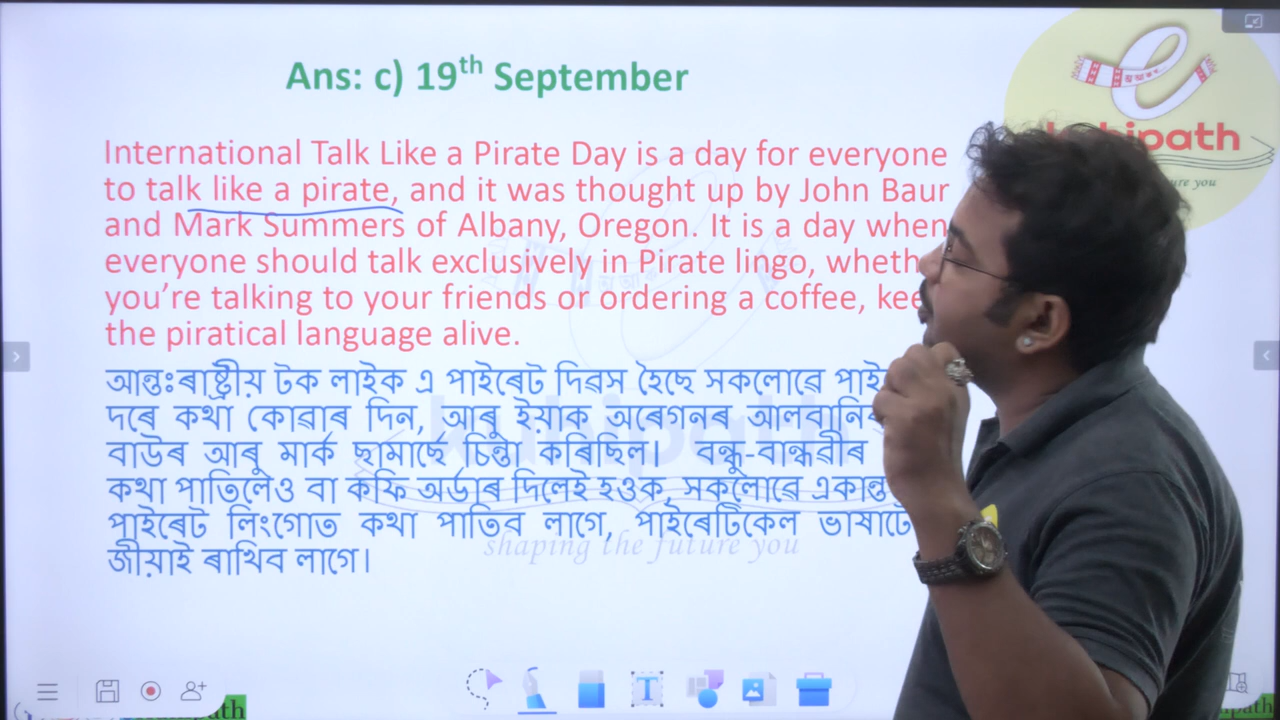 Ans: c) 19th September
International Talk Like a Pirate Day is a day for everyone
to talk like a pirate, and it was thought up by John Baur
and Mark Summers of Albany, Oregon. It is a day when
everyone should talk exclusively in Pirate lingo,
you're talking to your friends or ordering a coffee,
the piratical language alive.
আন্তঃৰাষ্ট্ৰীয় টক লাইক এ পাইৰেট দিৱস হৈছে সকলোৱে
দৰে কথা কোৱাৰ দিন, আৰু ইয়াক অৰেগনৰ
বাউৰ আৰু মাৰ্ক ছামাৰ্ছে চিন্তা কৰিছিল। বন্ধু-বান্ধৱীৰ
কথা পাতিলেও বা কফি অৰ্ডাৰ দিলেই হওক, সকলোৱে
পাইৰেট লিংগোত কথা পাতিব লাগে, পাইৰেটিকেল
জীয়াই ৰাখিব লাগে।
shaping the future you